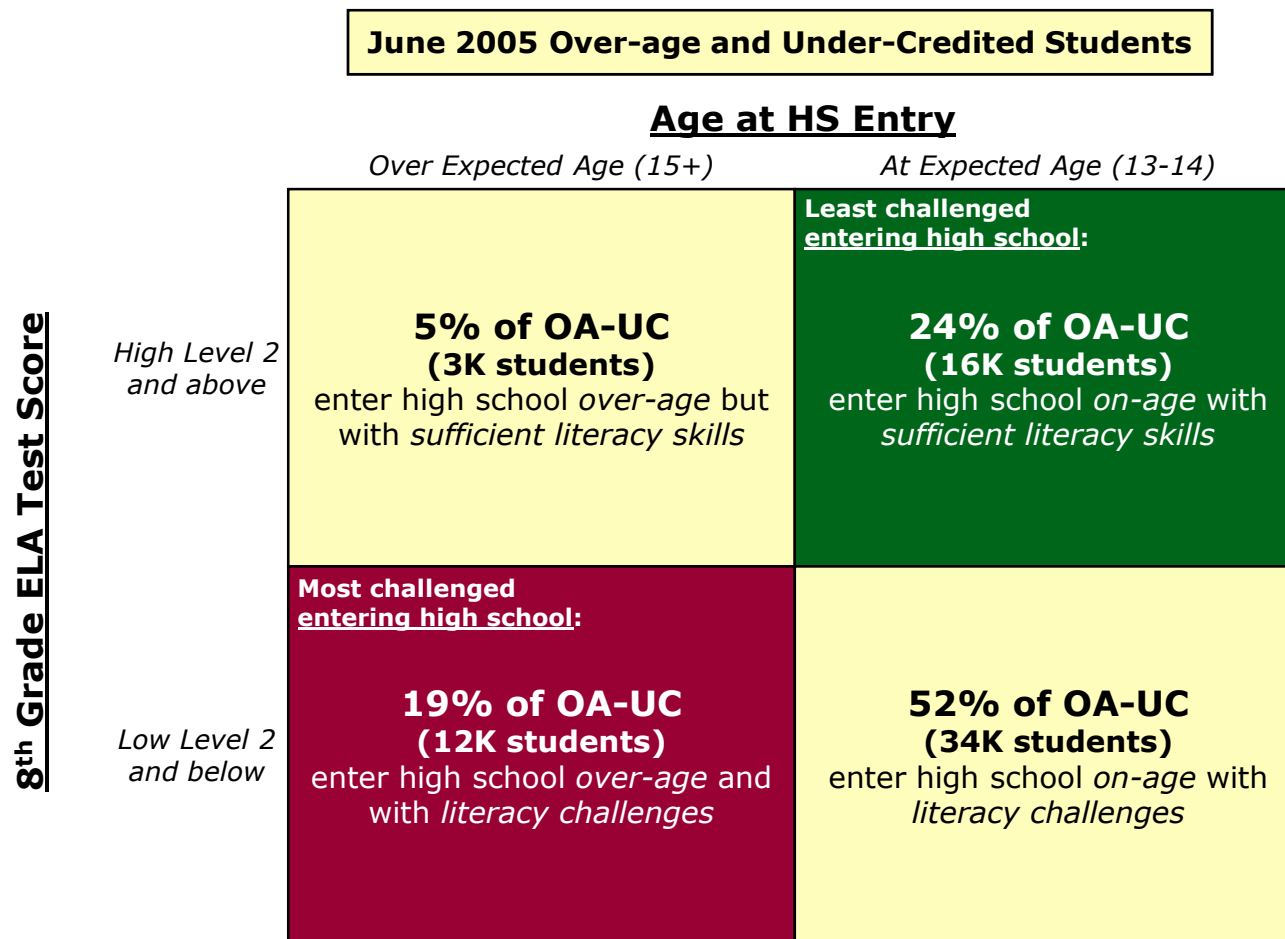 June 2005 Over-age and Under-Credited Students
Age at HS Entry
Over Expected Age (15+)
At Expected Age (13-14)
8th Grade ELA Test Score
High Level 2
and above
5% of OA-UC
(3K students)
enter high school over-age but
with sufficient literacy skills
Least challenged
entering high school:
24% of OA-UC
(16K students)
enter high school on-age with
sufficient literacy skills
Low Level 2
and below
Most challenged
entering high school:
19% of OA-UC
(12K students)
enter high school over-age and
with literacy challenges
52% of OA-UC
(34K students)
enter high school on-age with
literacy challenges